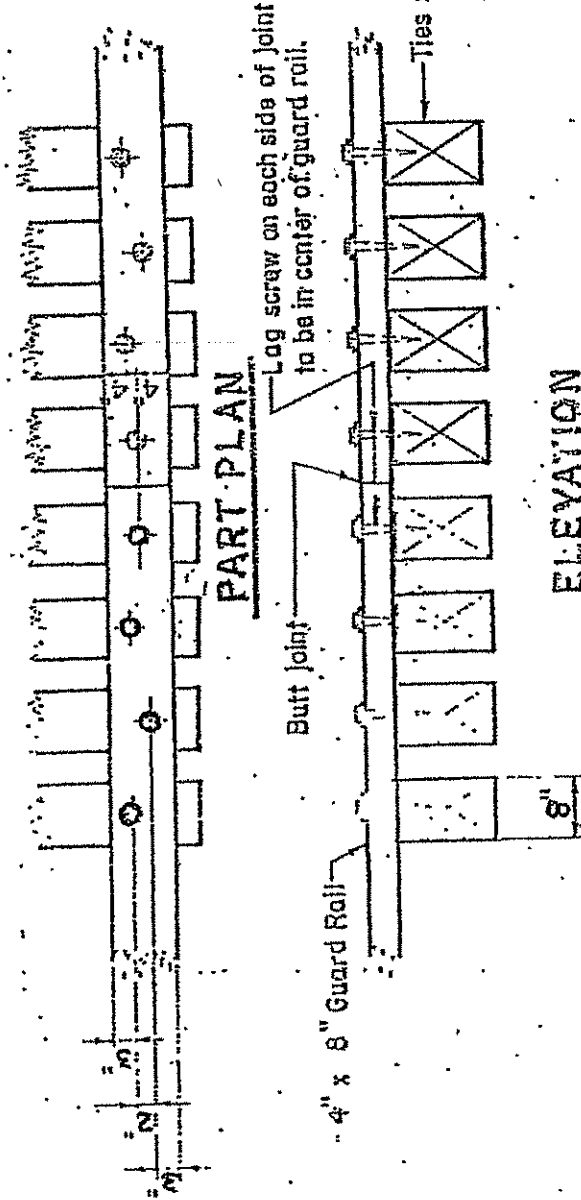 3"
2"
3"
PART PLAN
Lag screw on each side of joint
to be in center of guard rail.
Butt joint
4" x 8" Guard Rail
Ties
8"
ELEVATION